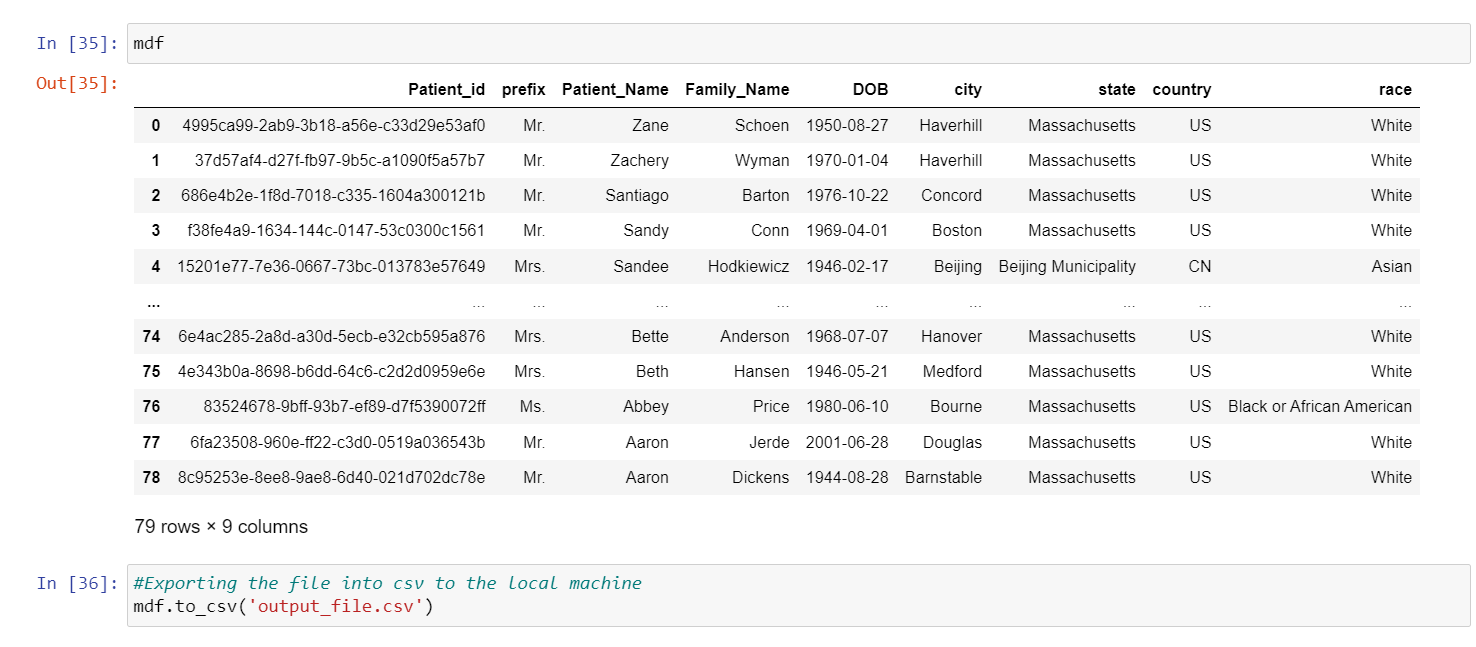 In [35]: mdf
Out[35]:
Patient_id prefix Patient_Name Family_Name DOB city state country race
0 4995ca99-2ab9-3b18-a56e-c33d29e53af0 Mr. Zane Schoen 1950-08-27 Haverhill Massachusetts US White
1 37d57af4-d27f-fb97-9b5c-a1090f5a57b7 Mr. Zachery Wyman 1970-01-04 Haverhill Massachusetts US White
2 686e4b2e-1f8d-7018-c335-1604a300121b Mr. Santiago Barton 1976-10-22 Concord Massachusetts US White
3 f38fe4a9-1634-144c-0147-53c0300c1561 Mr. Sandy Conn 1969-04-01 Boston Massachusetts US White
4 15201e77-7e36-0667-73bc-013783e57649 Mrs. Sandee Hodkiewicz 1946-02-17 Beijing Beijing Municipality CN Asian
... ... ... ... ... ... ... ... ... ...
74 6e4ac285-2a8d-a30d-5ecb-e32cb595a876 Mrs. Bette Anderson 1968-07-07 Hanover Massachusetts US White
75 4e343b0a-8698-b6dd-64c6-c2d2d0959e6e Mrs. Beth Hansen 1946-05-21 Medford Massachusetts US White
76 83524678-9bff-93b7-ef89-d7f5390072ff Ms. Abbey Price 1980-06-10 Bourne Massachusetts US Black or African American
77 6fa23508-960e-ff22-c3d0-0519a036543b Mr. Aaron Jerde 2001-06-28 Douglas Massachusetts US White
78 8c95253e-8ee8-9ae8-6d40-021d702dc78e Mr. Aaron Dickens 1944-08-28 Barnstable Massachusetts US White
79 rows × 9 columns
In [36]: #Exporting the file into csv to the local machine
mdf.to_csv('output_file.csv')